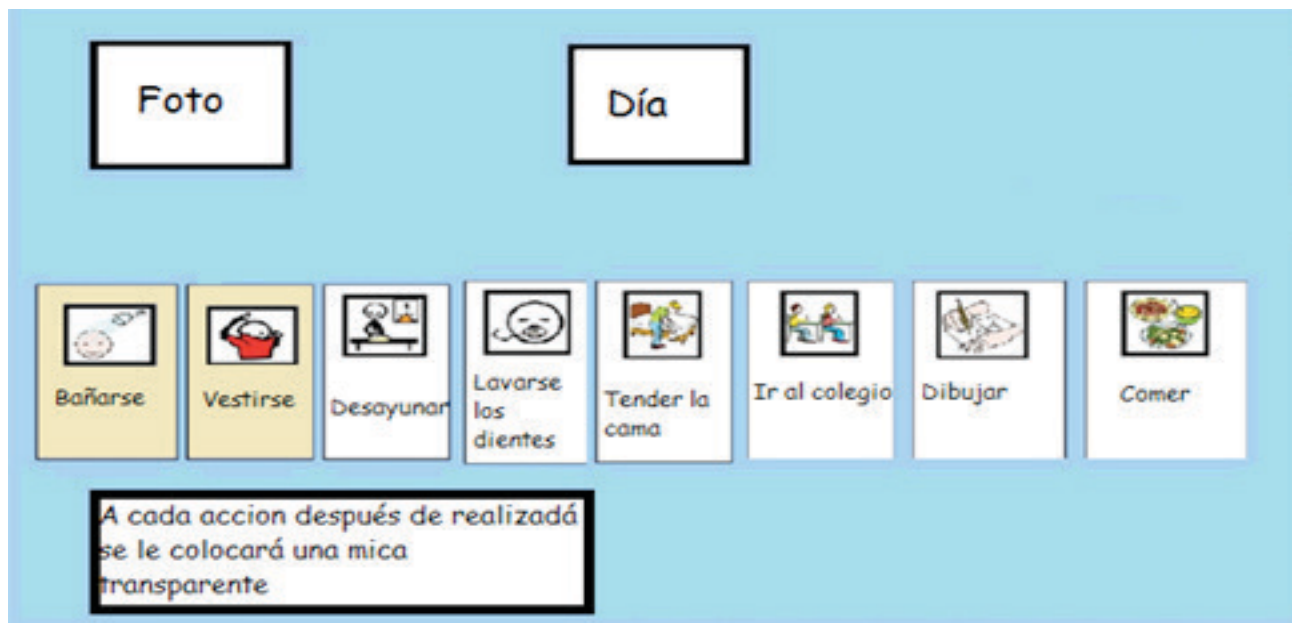 Foto
Día
Bañarse
Vestirse
Desayunar
Lavarse
los
dientes
Tender la
cama
Ir al colegio
Dibujar
Comer
A cada accion después de realizadá
se le colocará una mica
transparente